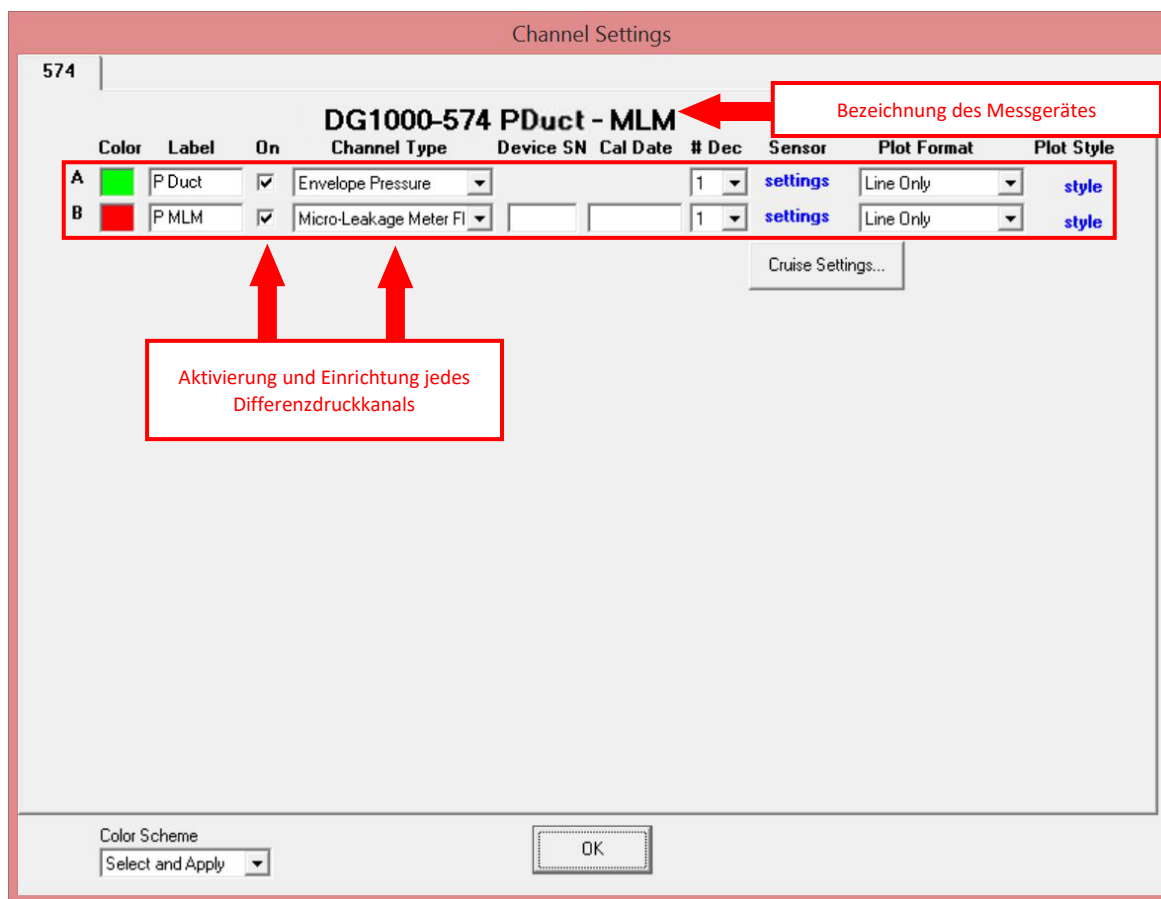 Channel Settings
574
DG1000-574 PDuct - MLM
Bezeichnung des Messgerätes
Color Label On Channel Type Device SN Cal Date # Dec Sensor Plot Format Plot Style
A P Duct Envelope Pressure 1 settings Line Only style
B P MLM Micro-Leakage Meter Fl 1 settings Line Only style
Cruise Settings...
Aktivierung und Einrichtung jedes
Differenzdruckkanals
Color Scheme
Select and Apply
OK